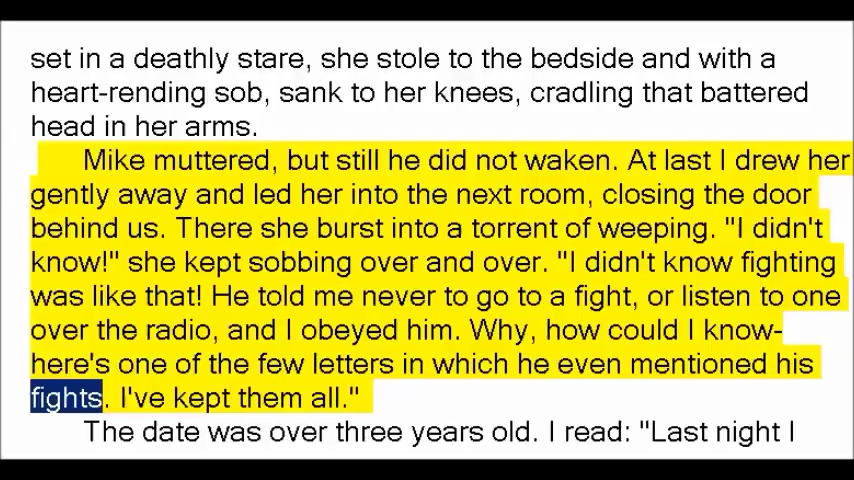 set in a deathly stare, she stole to the bedside and with a
heart-rending sob, sank to her knees, cradling that battered
head in her arms.
Mike muttered, but still he did not waken. At last I drew her
gently away and led her into the next room, closing the door
behind us. There she burst into a torrent of weeping. "I didn't
know!" she kept sobbing over and over. "I didn't know fighting
was like that! He told me never to go to a fight, or listen to one
over the radio, and I obeyed him. Why, how could I know-
here's one of the few letters in which he even mentioned his
fights. I've kept them all."
The date was over three years old. I read: "Last night I